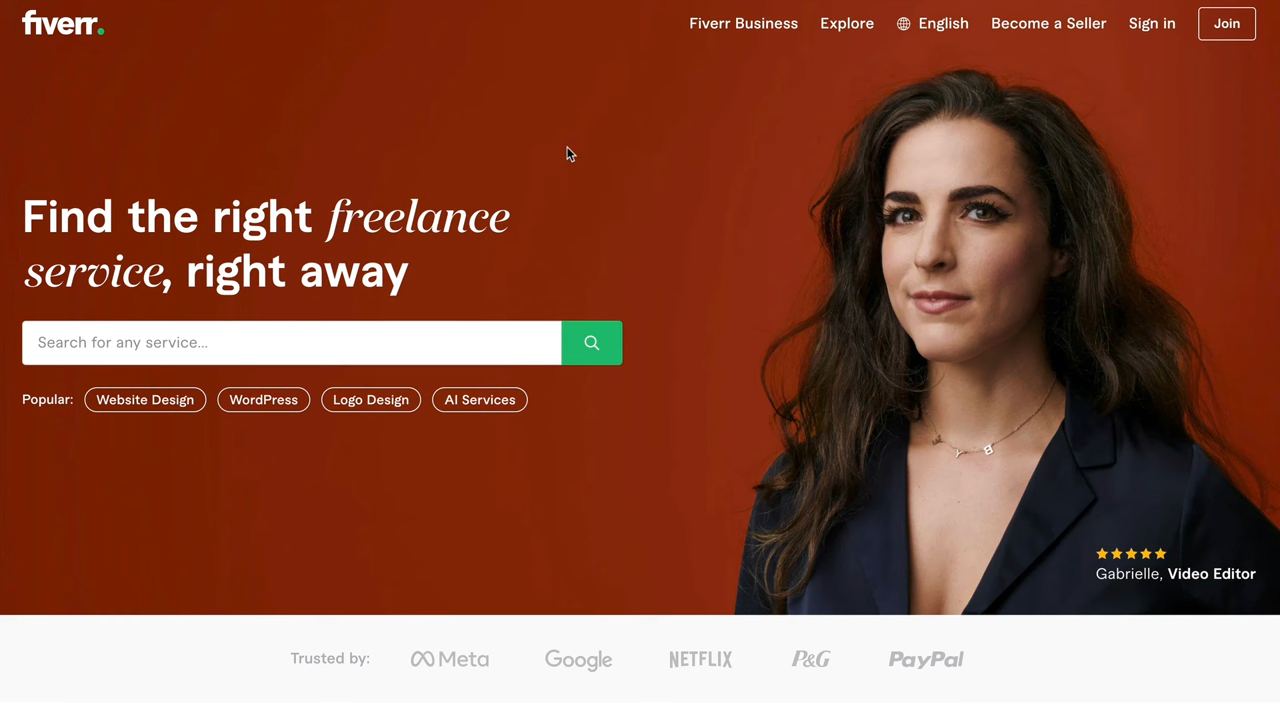 fiverr.
Fiverr Business Explore English Become a Seller Sign in Join
Find the right freelance
service, right away
Search for any service...
Popular: Website Design WordPress Logo Design AI Services
Gabrielle, Video Editor
Trusted by: Meta Google NETFLIX P&G PayPal